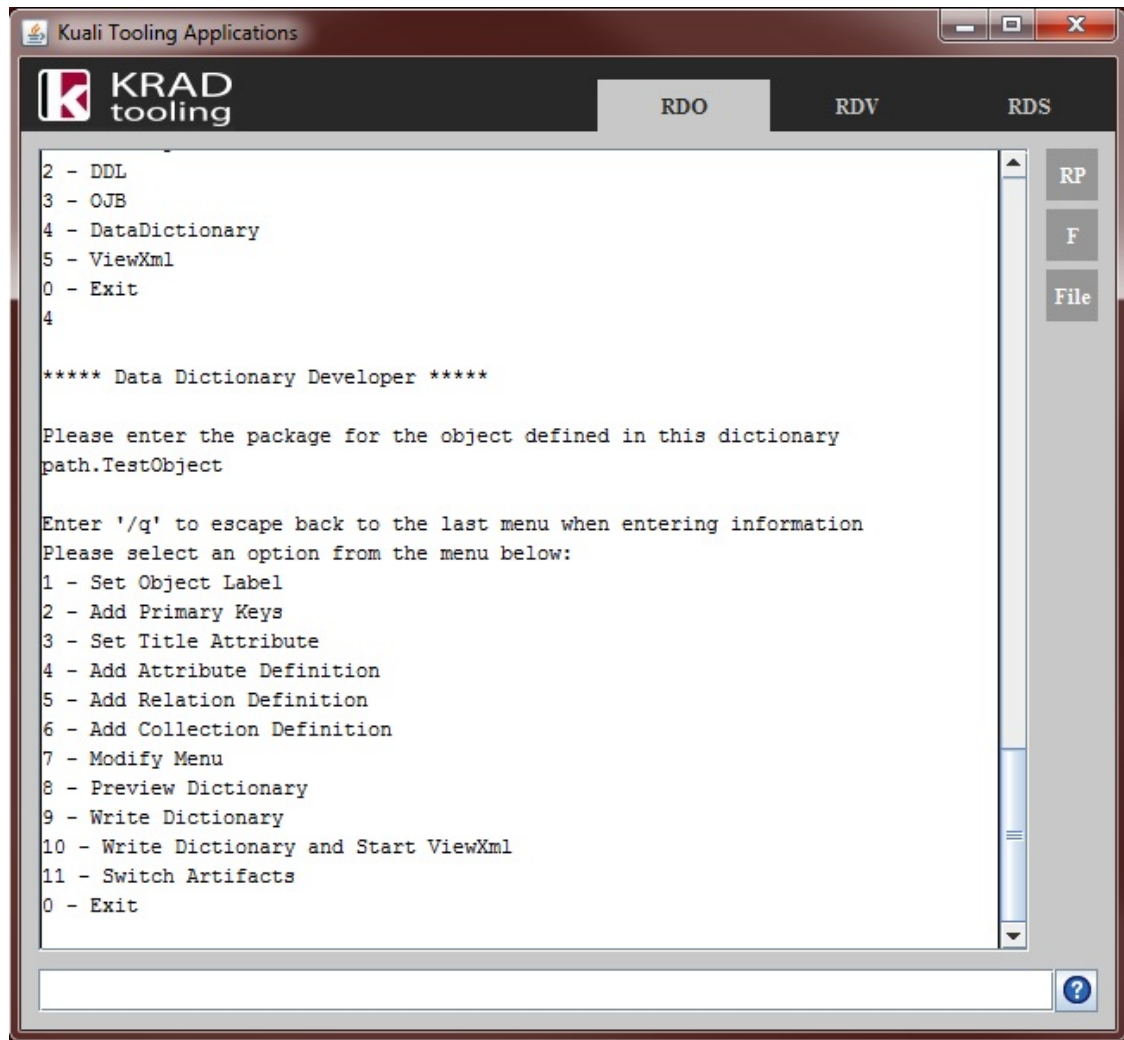 Kuali Tooling Applications
KRAD
tooling
RDO
RDV
RDS
2 - DDL
3 - OJB
4 - DataDictionary
5 - ViewXml
0 - Exit
4
***** Data Dictionary Developer *****
Please enter the package for the object defined in this dictionary
path.TestObject
Enter '/q' to escape back to the last menu when entering information
Please select an option from the menu below:
1 - Set Object Label
2 - Add Primary Keys
3 - Set Title Attribute
4 - Add Attribute Definition
5 - Add Relation Definition
6 - Add Collection Definition
7 - Modify Menu
8 - Preview Dictionary
9 - Write Dictionary
10 - Write Dictionary and Start ViewXml
11 - Switch Artifacts
0 - Exit
RP
F
File